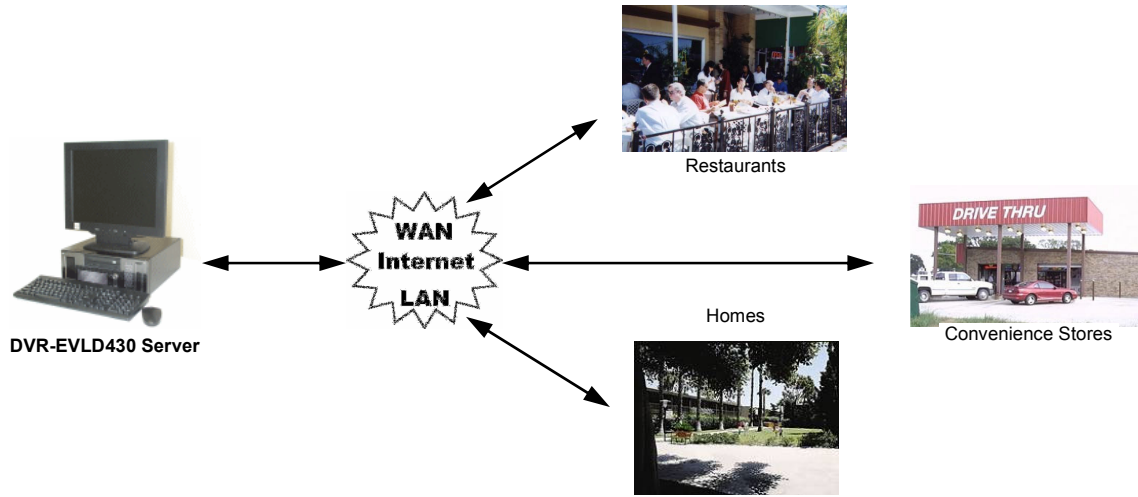 Restaurants
WAN
Internet
LAN
DRIVE THRU
Homes
Convenience Stores
DVR-EVLD430 Server